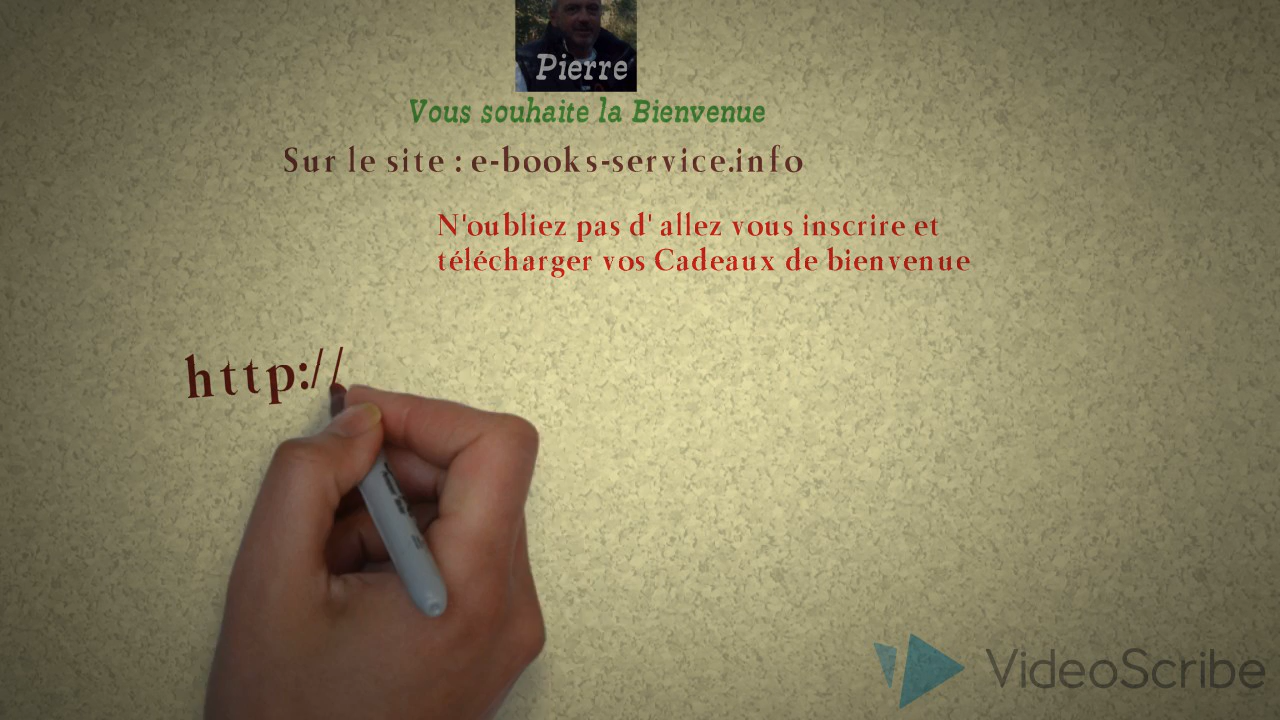 Pierre
Vous souhaite la Bienvenue
Sur le site : e-books-service.info
N'oubliez pas d' allez vous inscrire et
télécharger vos Cadeaux de bienvenue
http://
VideoScribe